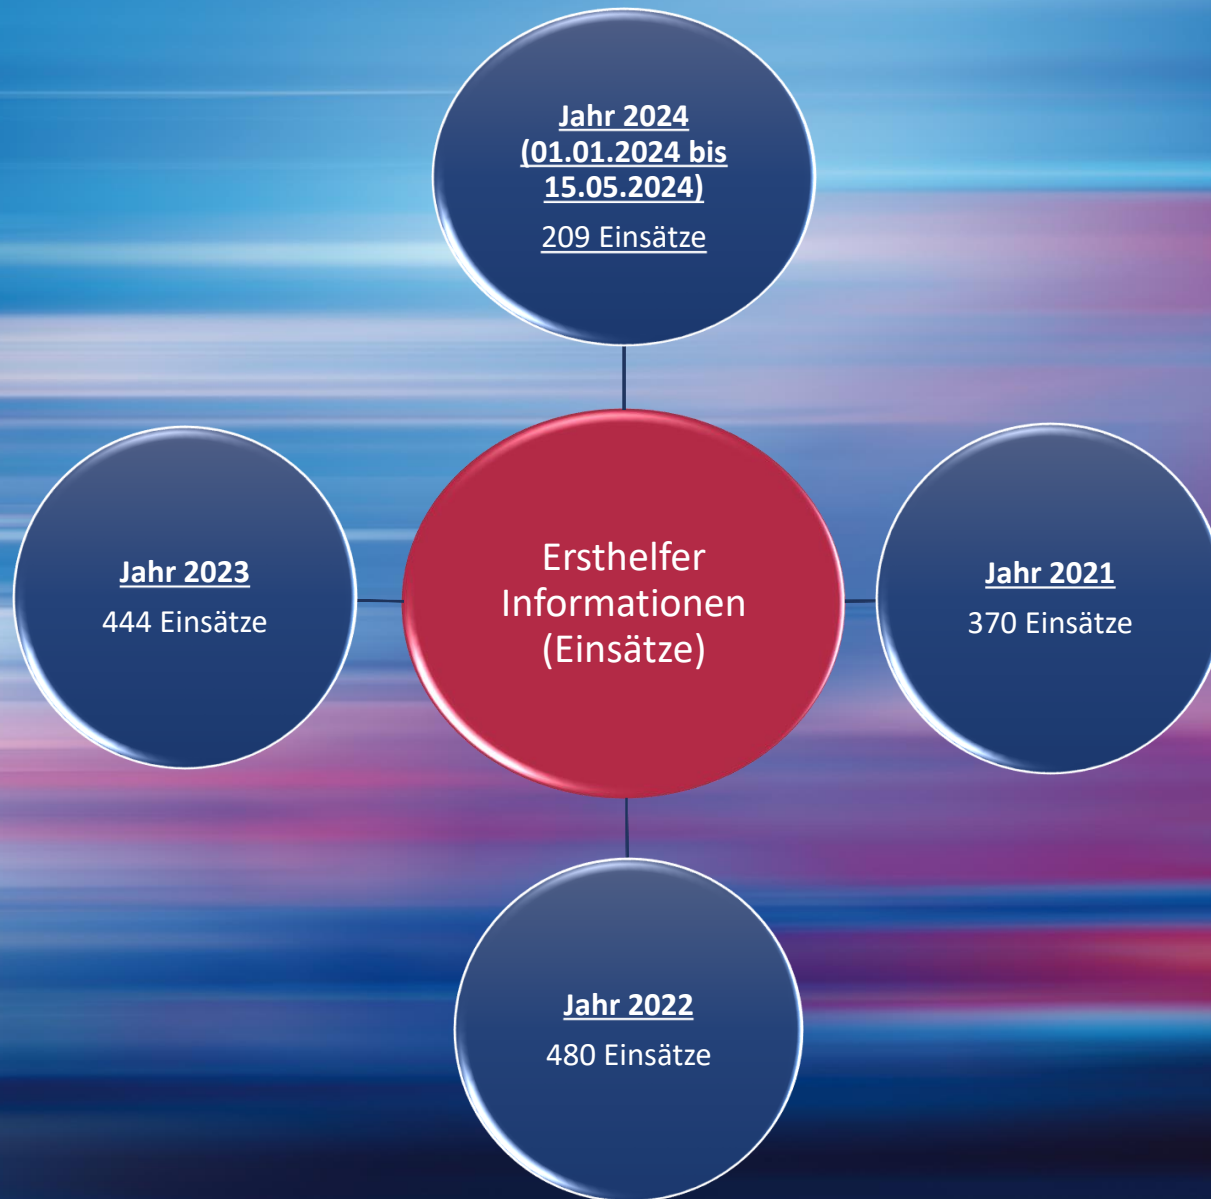 Jahr 2024
(01.01.2024 bis
15.05.2024)
209 Einsätze
Jahr 2023
444 Einsätze
Ersthelfer
Informationen
(Einsätze)
Jahr 2021
370 Einsätze
Jahr 2022
480 Einsätze